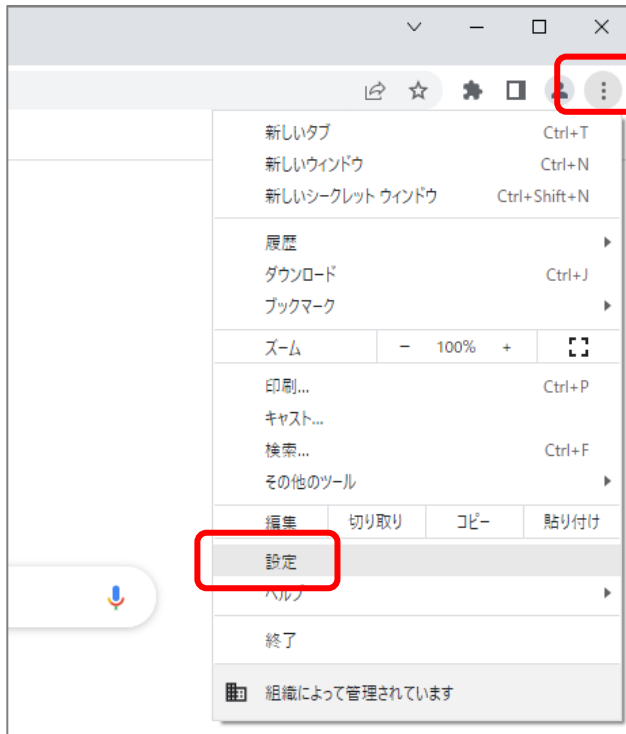 新しいタブ Ctrl+T
新しいウィンドウ Ctrl+N
新しいシークレット ウィンドウ Ctrl+Shift+N
履歴
ダウンロード Ctrl+J
ブックマーク
ズーム － 100% + 
印刷... Ctrl+P
キャスト...
検索... Ctrl+F
その他のツール
編集 切り取り コピー 貼り付け
設定
ヘルプ
終了
組織によって管理されています